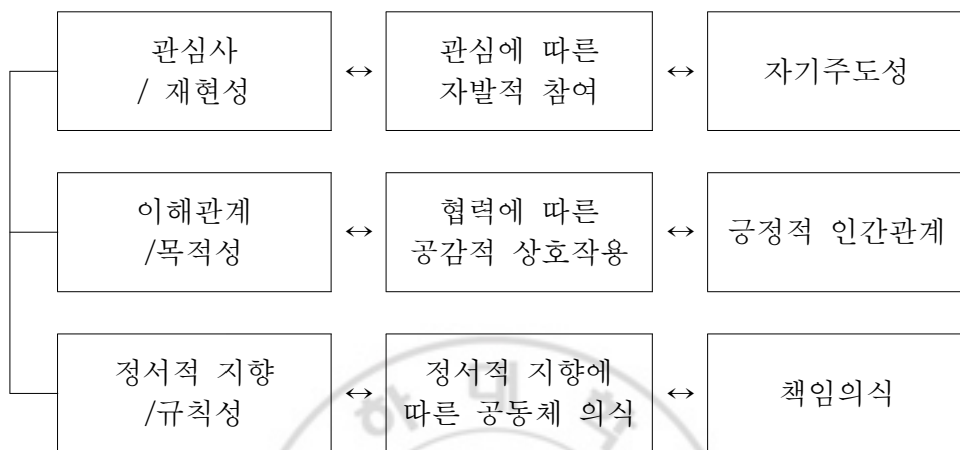 관심사
/ 재현성
↔
관심에 따른
자발적 참여
↔
자기주도성
이해관계
/목적성
↔
협력에 따른
공감적 상호작용
↔
긍정적 인간관계
정서적 지향
/규칙성
↔
정서적 지향에
따른 공동체 의식
↔
책임의식
하 대 학